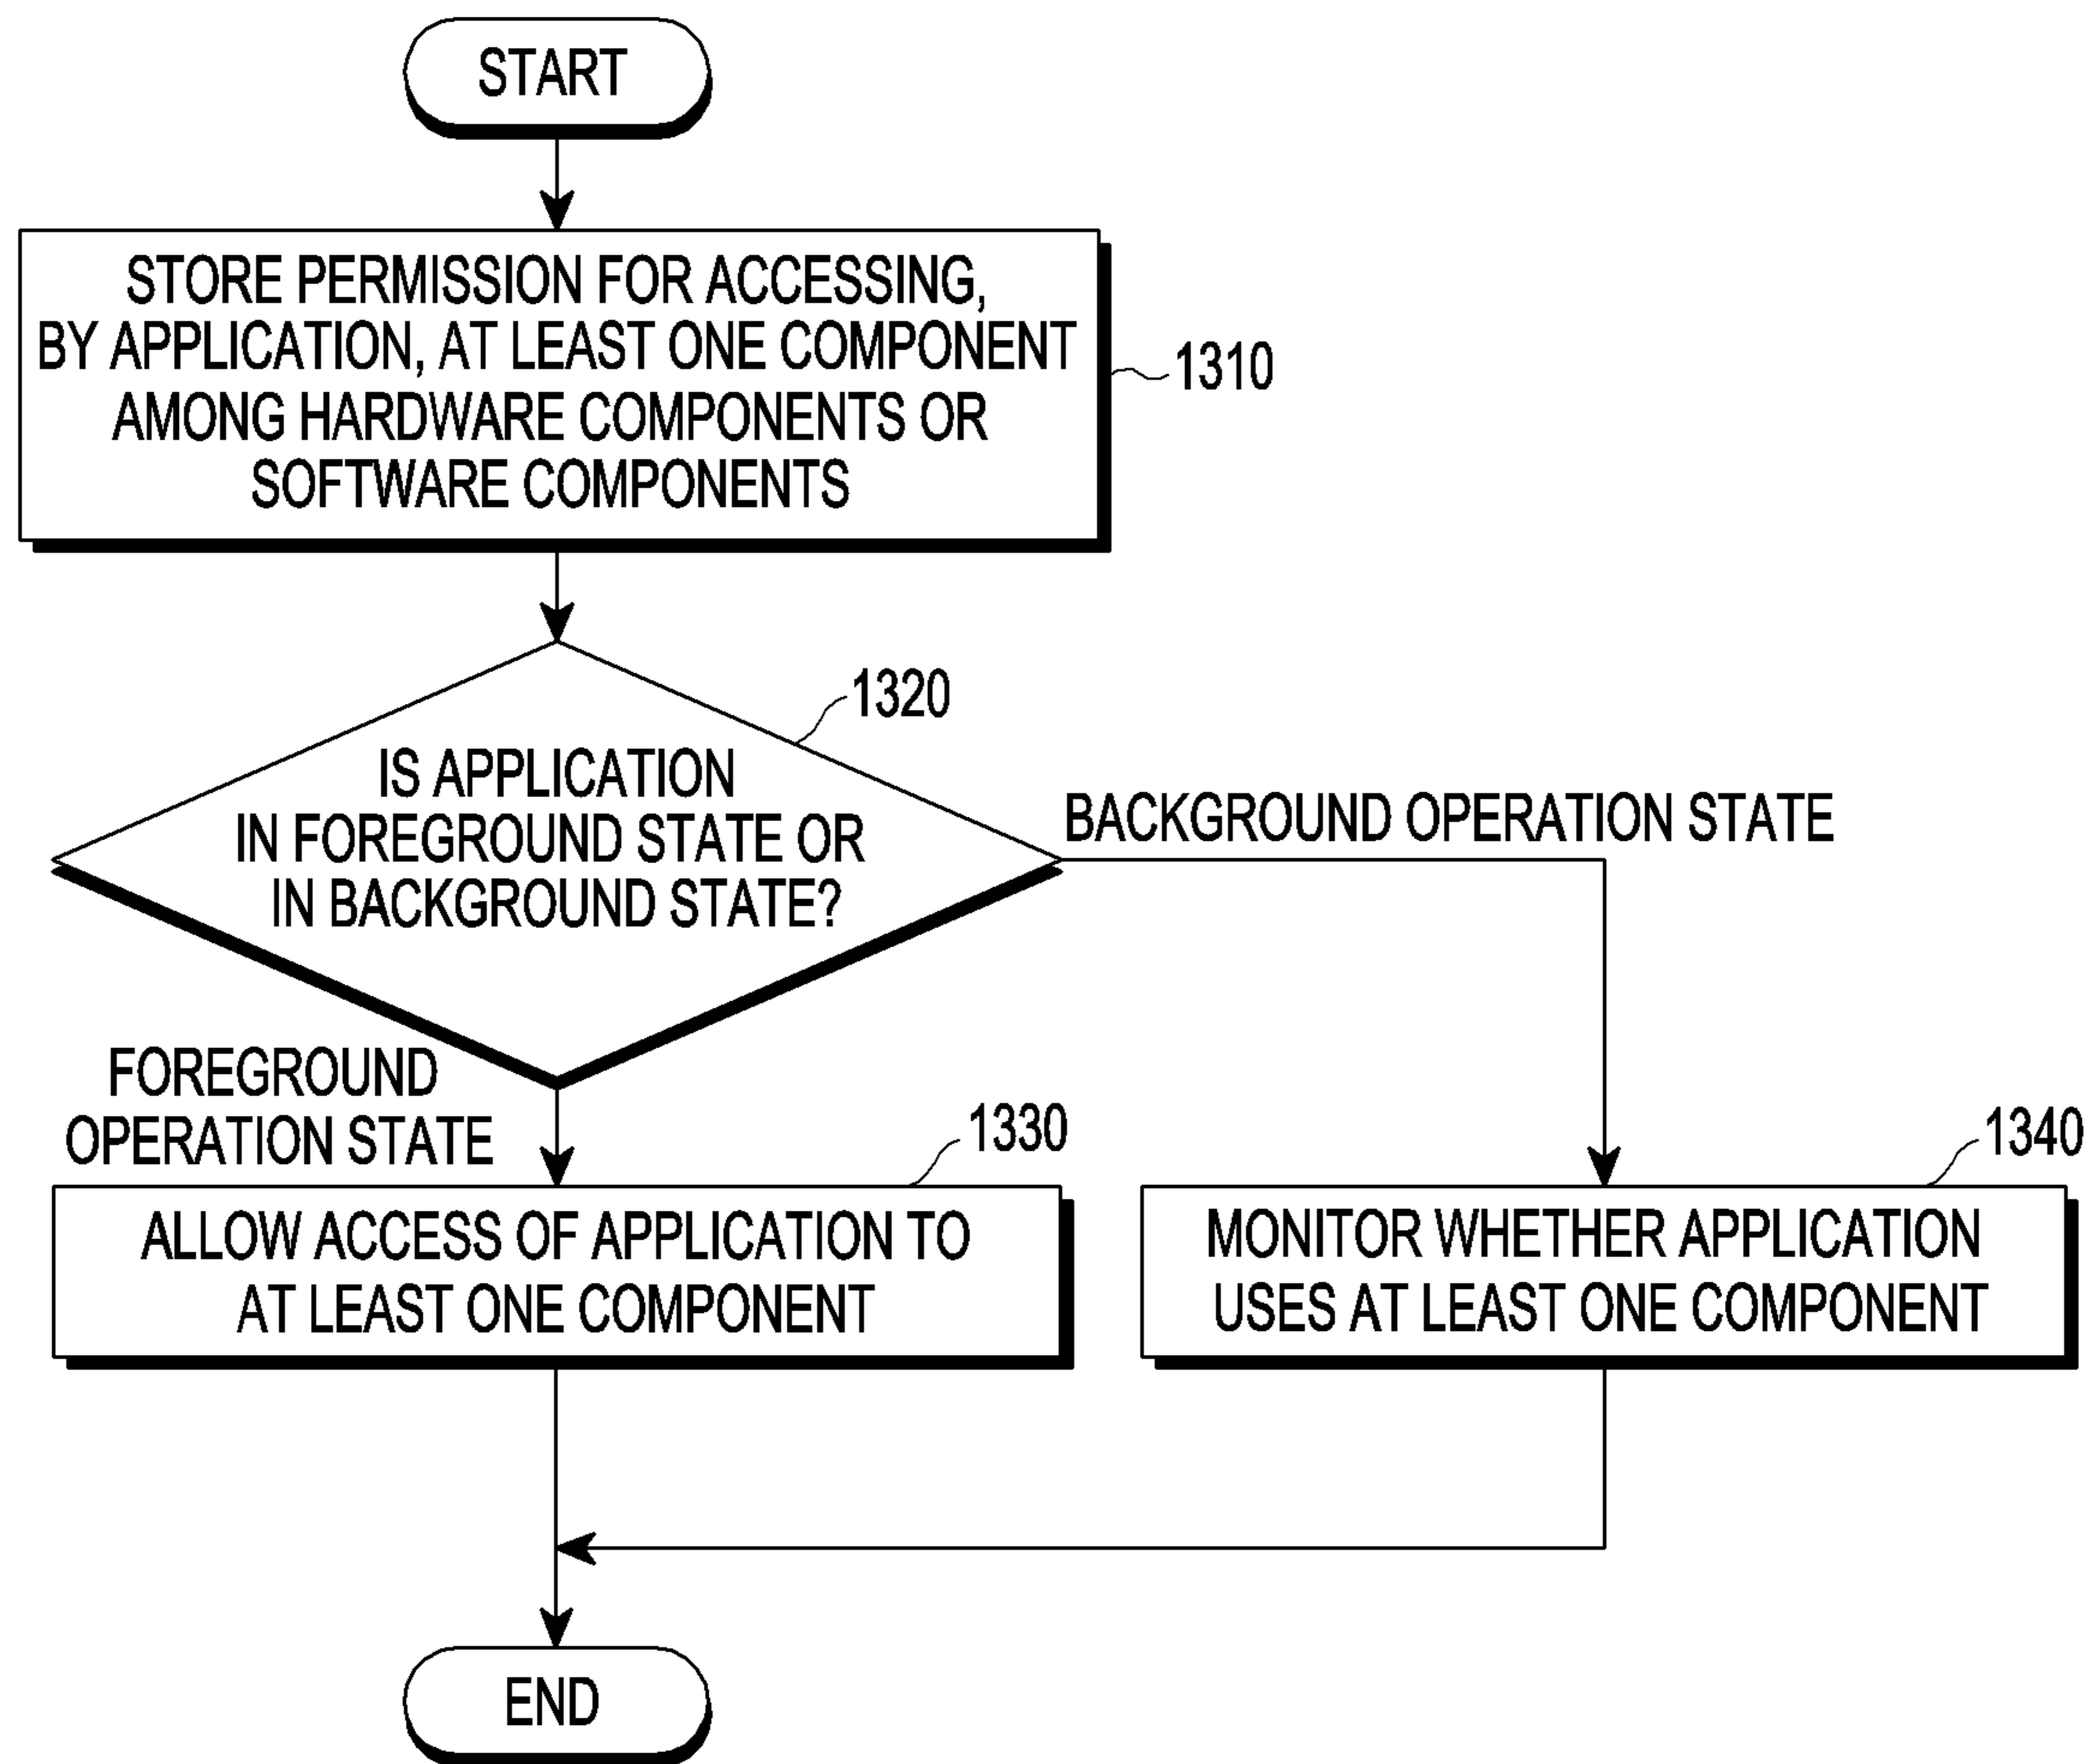 START
STORE PERMISSION FOR ACCESSING,
BY APPLICATION, AT LEAST ONE COMPONENT
AMONG HARDWARE COMPONENTS OR
SOFTWARE COMPONENTS
1310
1320
IS APPLICATION
IN FOREGROUND STATE OR
IN BACKGROUND STATE?
BACKGROUND OPERATION STATE
FOREGROUND
OPERATION STATE
1330
ALLOW ACCESS OF APPLICATION TO
AT LEAST ONE COMPONENT
1340
MONITOR WHETHER APPLICATION
USES AT LEAST ONE COMPONENT
END